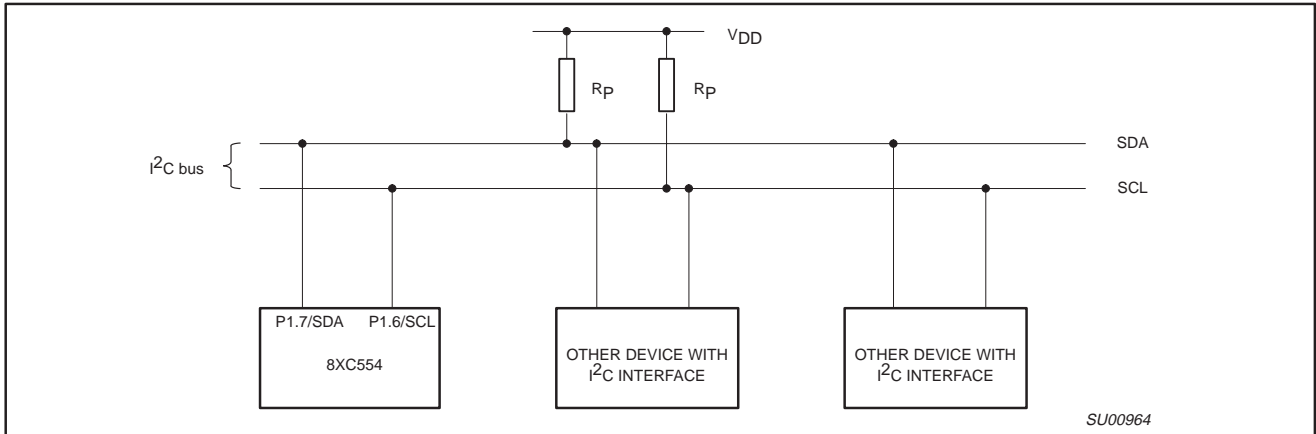 VDD
RP RP
SDA
I2C bus
SCL
P1.7/SDA P1.6/SCL
8XC554
OTHER DEVICE WITH
I2C INTERFACE
OTHER DEVICE WITH
I2C INTERFACE
SU00964